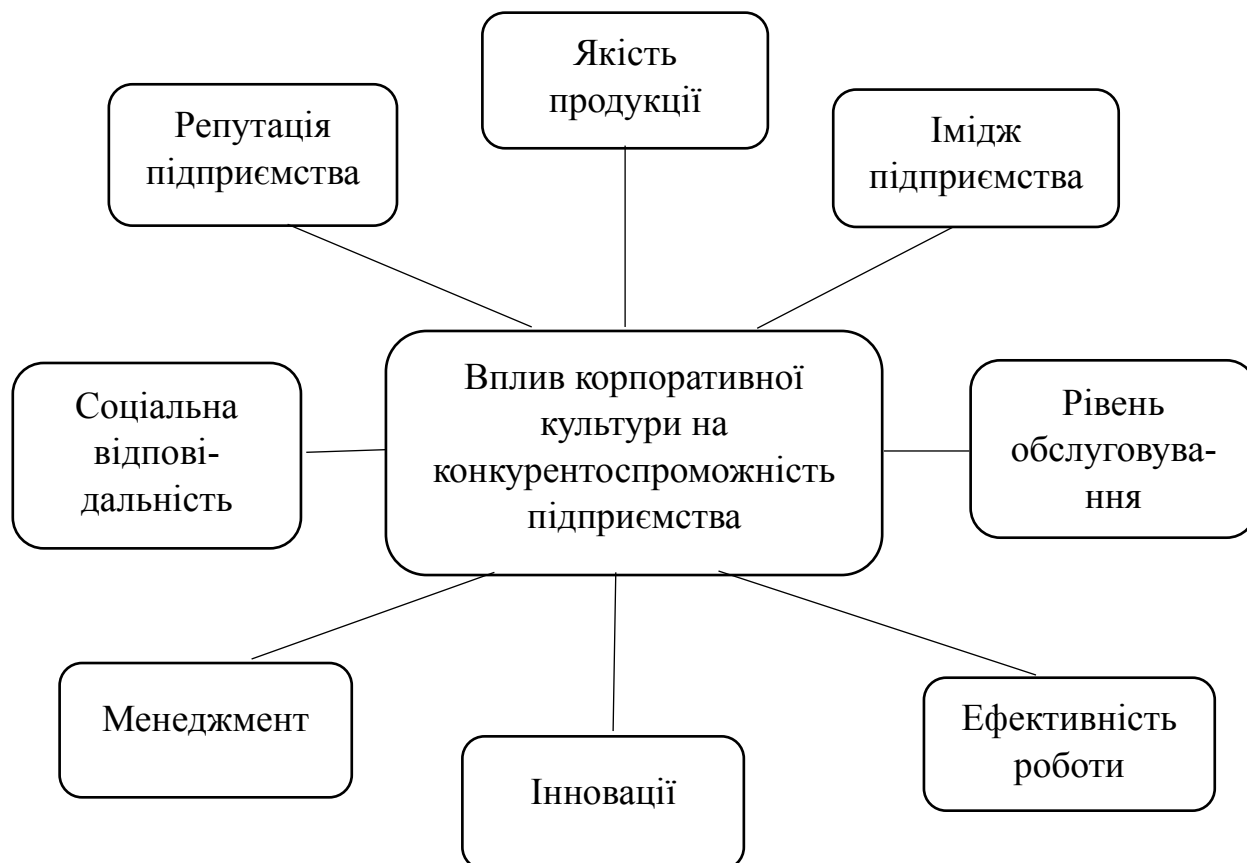 Якість
продукції
Репутація
підприємства
Імідж
підприємства
Вплив корпоративної
культури на
конкурентоспроможність
підприємства
Соціальна
відпові-
дальність
Рівень
обслуговува-
ння
Менеджмент
Інновації
Ефективність
роботи